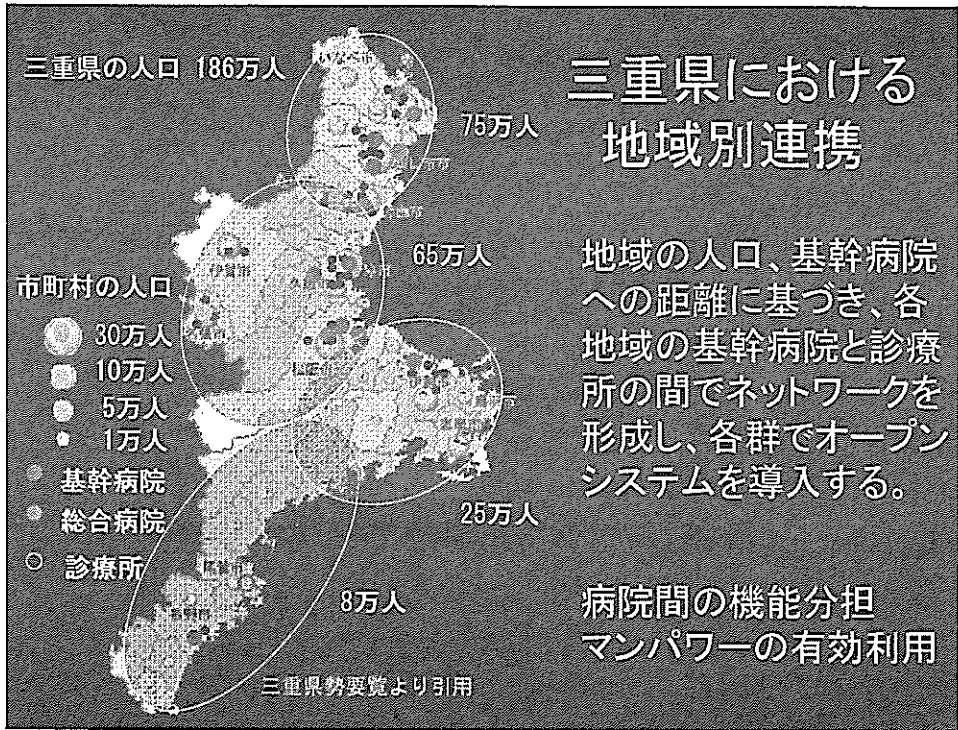 三重県の人口 186万人
三重県における
地域別連携
75万人
65万人
市町村の人口
30万人
10万人
5万人
1万人
基幹病院
総合病院
診療所
25万人
8万人
三重県勢要覧より引用
地域の人口、基幹病院
への距離に基づき、各
地域の基幹病院と診療
所の間でネットワークを
形成し、各群でオープン
システムを導入する。
病院間の機能分担
マンパワーの有効利用